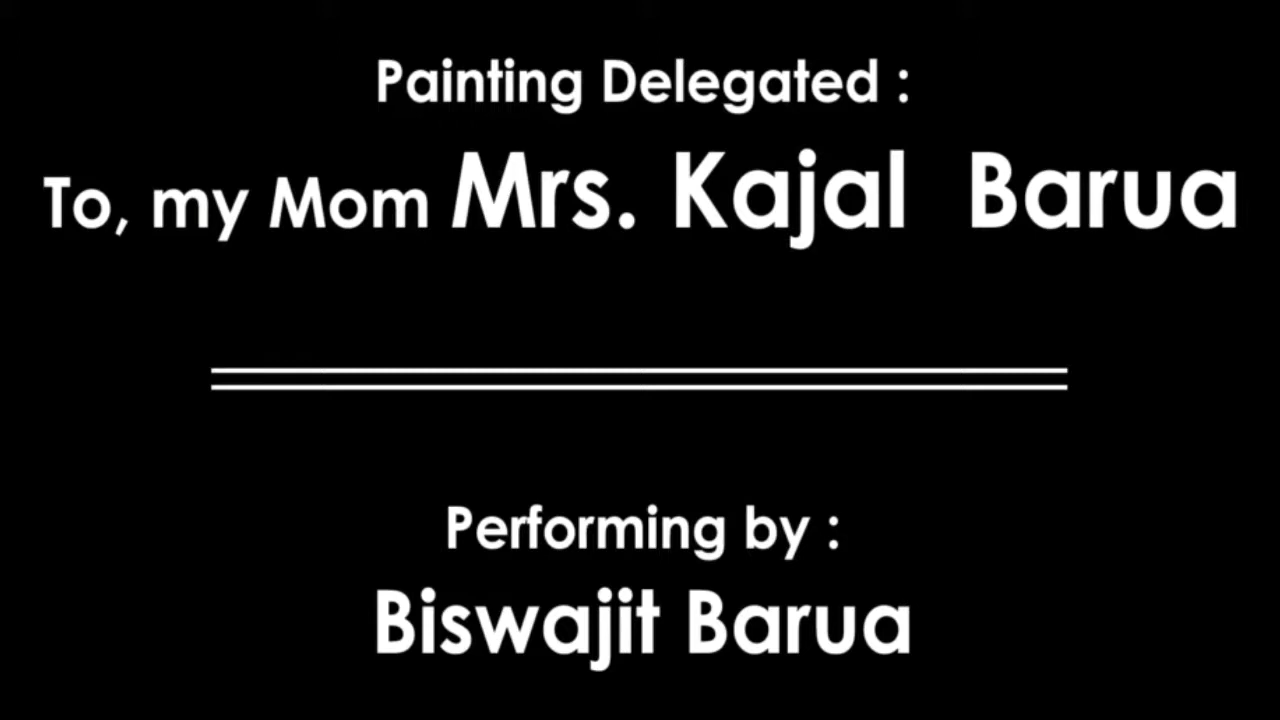 Painting Delegated :
To, my Mom Mrs. Kajal Barua
Performing by :
Biswajit Barua